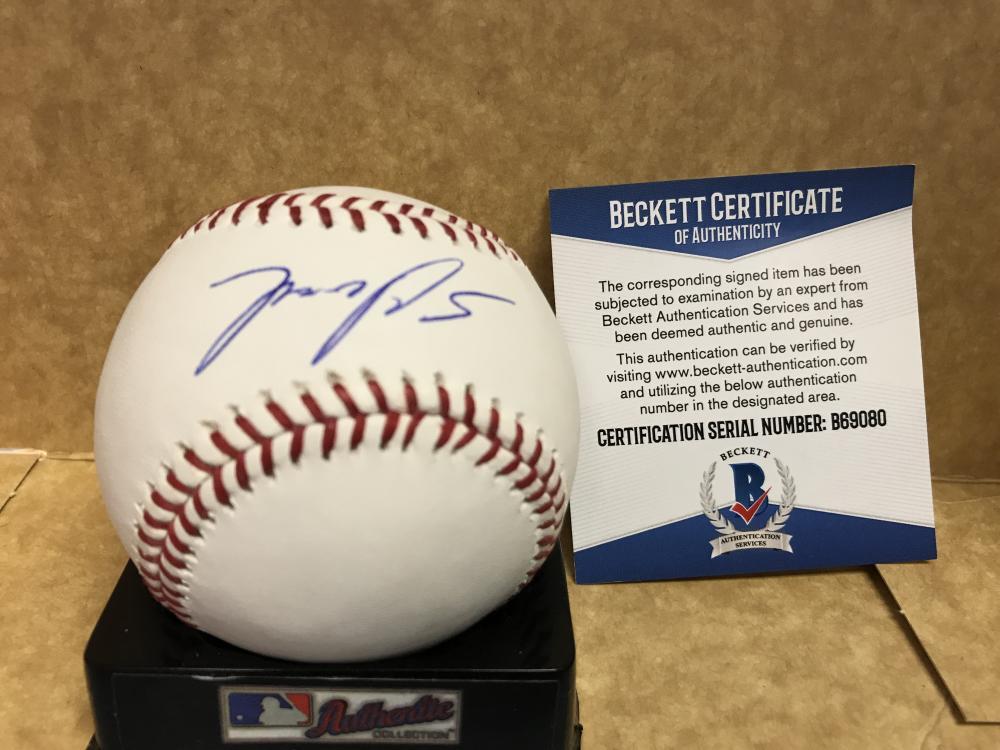 BECKETT CERTIFICATE
OF AUTHENTICITY
The corresponding signed item has been
subjected to examination by an expert from
Beckett Authentication Services and has
been deemed authentic and genuine.
This authentication can be verified by
visiting www.beckett-authentication.com
and utilizing the below authentication
number in the designated area.
CERTIFICATION SERIAL NUMBER: B69080
BECKETT
B
AUTHENTICATION
SERVICES
Authentic
COLLECTION